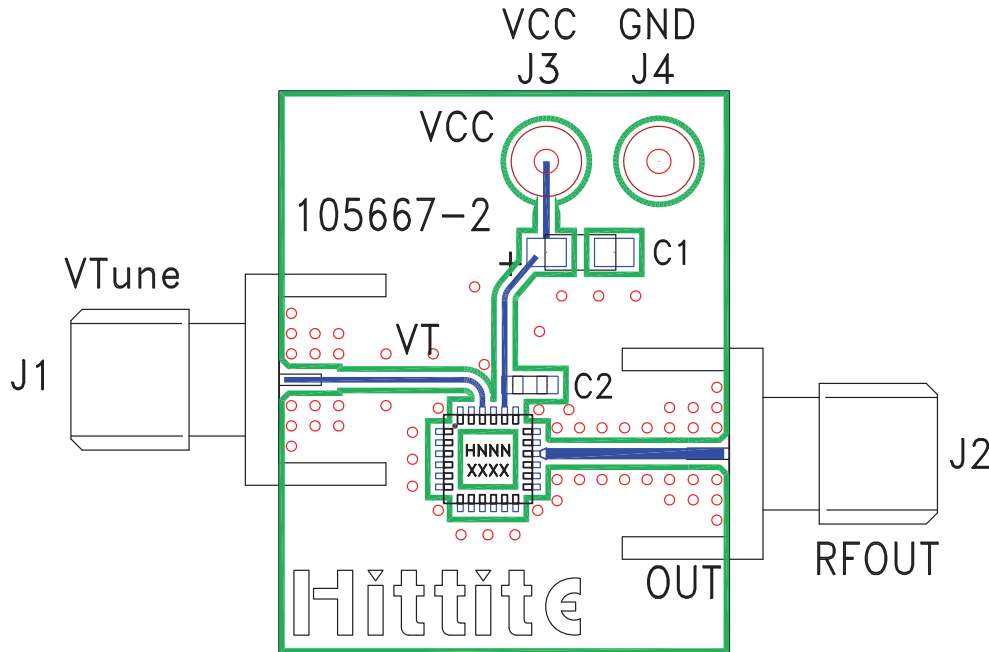 VCC GND
J3 J4
VCC
105667-2
C1
VTune
VT
J1
C2
HNNN
XXXX
J2
OUT RFOUT
Hittite